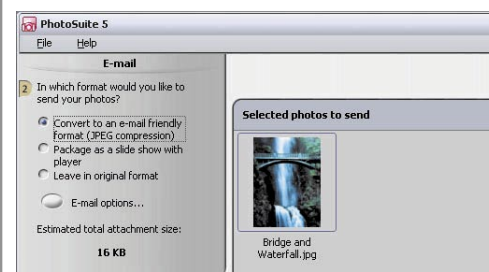 PhotoSuite 5
File Help
E-mail
2 In which format would you like to
send your photos?
Convert to an e-mail friendly
format (JPEG compression)
Package as a slide show with
player
Leave in original format
E-mail options...
Estimated total attachment size:
16 KB
Selected photos to send
Bridge and
Waterfall.jpg